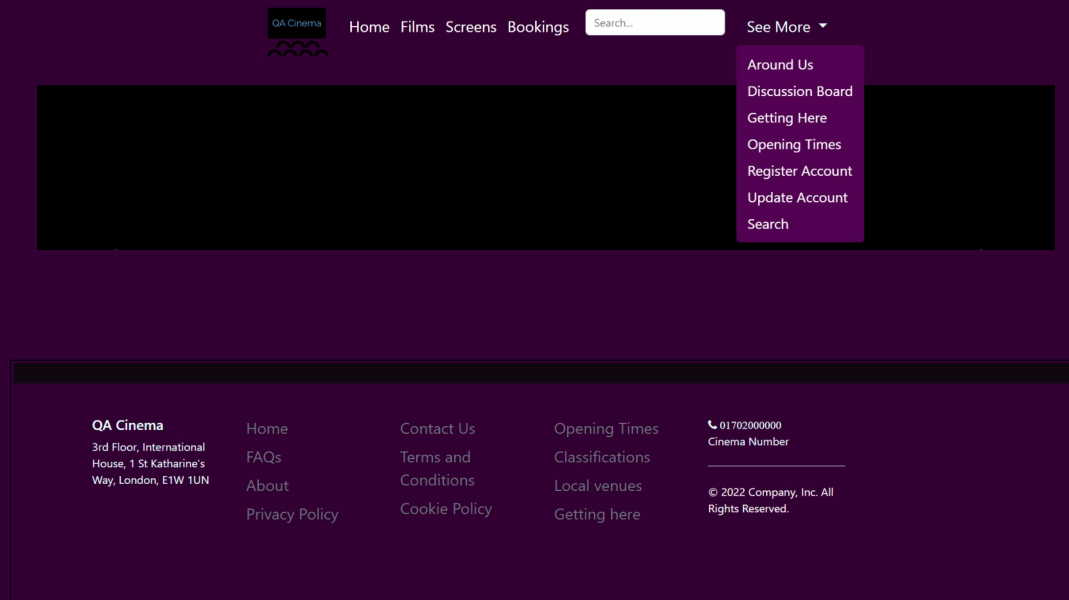 QA Cinema
Home Films Screens Bookings Search... See More
Around Us
Discussion Board
Getting Here
Opening Times
Register Account
Update Account
Search
QA Cinema
3rd Floor, International
House, 1 St Katharine's
Way, London, E1W 1UN
Home
FAQs
About
Privacy Policy
Contact Us
Terms and
Conditions
Cookie Policy
Opening Times
Classifications
Local venues
Getting here
01702000000
Cinema Number
© 2022 Company, Inc. All
Rights Reserved.